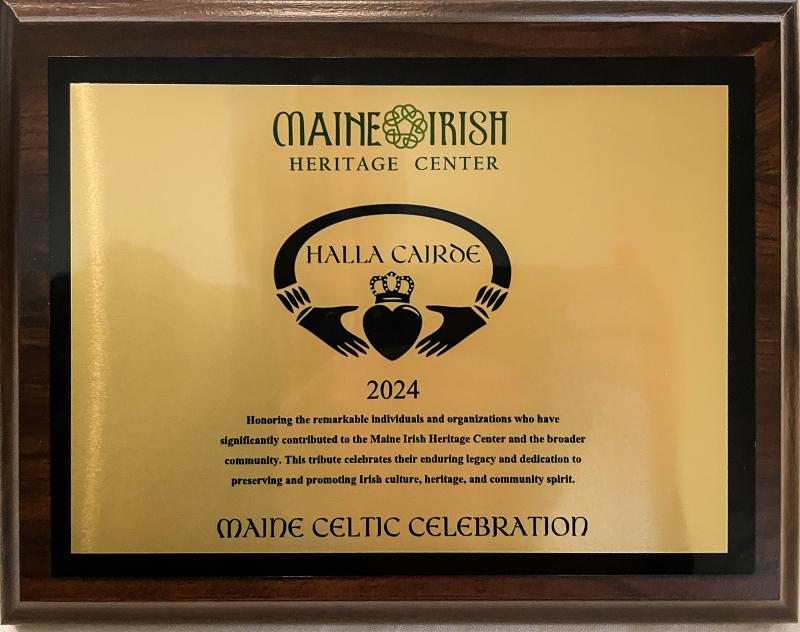 MAINE IRISH
HERITAGE CENTER
HALLA CAIRDE
2024
Honoring the remarkable individuals and organizations who have
significantly contributed to the Maine Irish Heritage Center and the broader
community. This tribute celebrates their enduring legacy and dedication to
preserving and promoting Irish culture, heritage, and community spirit.
MAINE CELTIC CELEBRATION